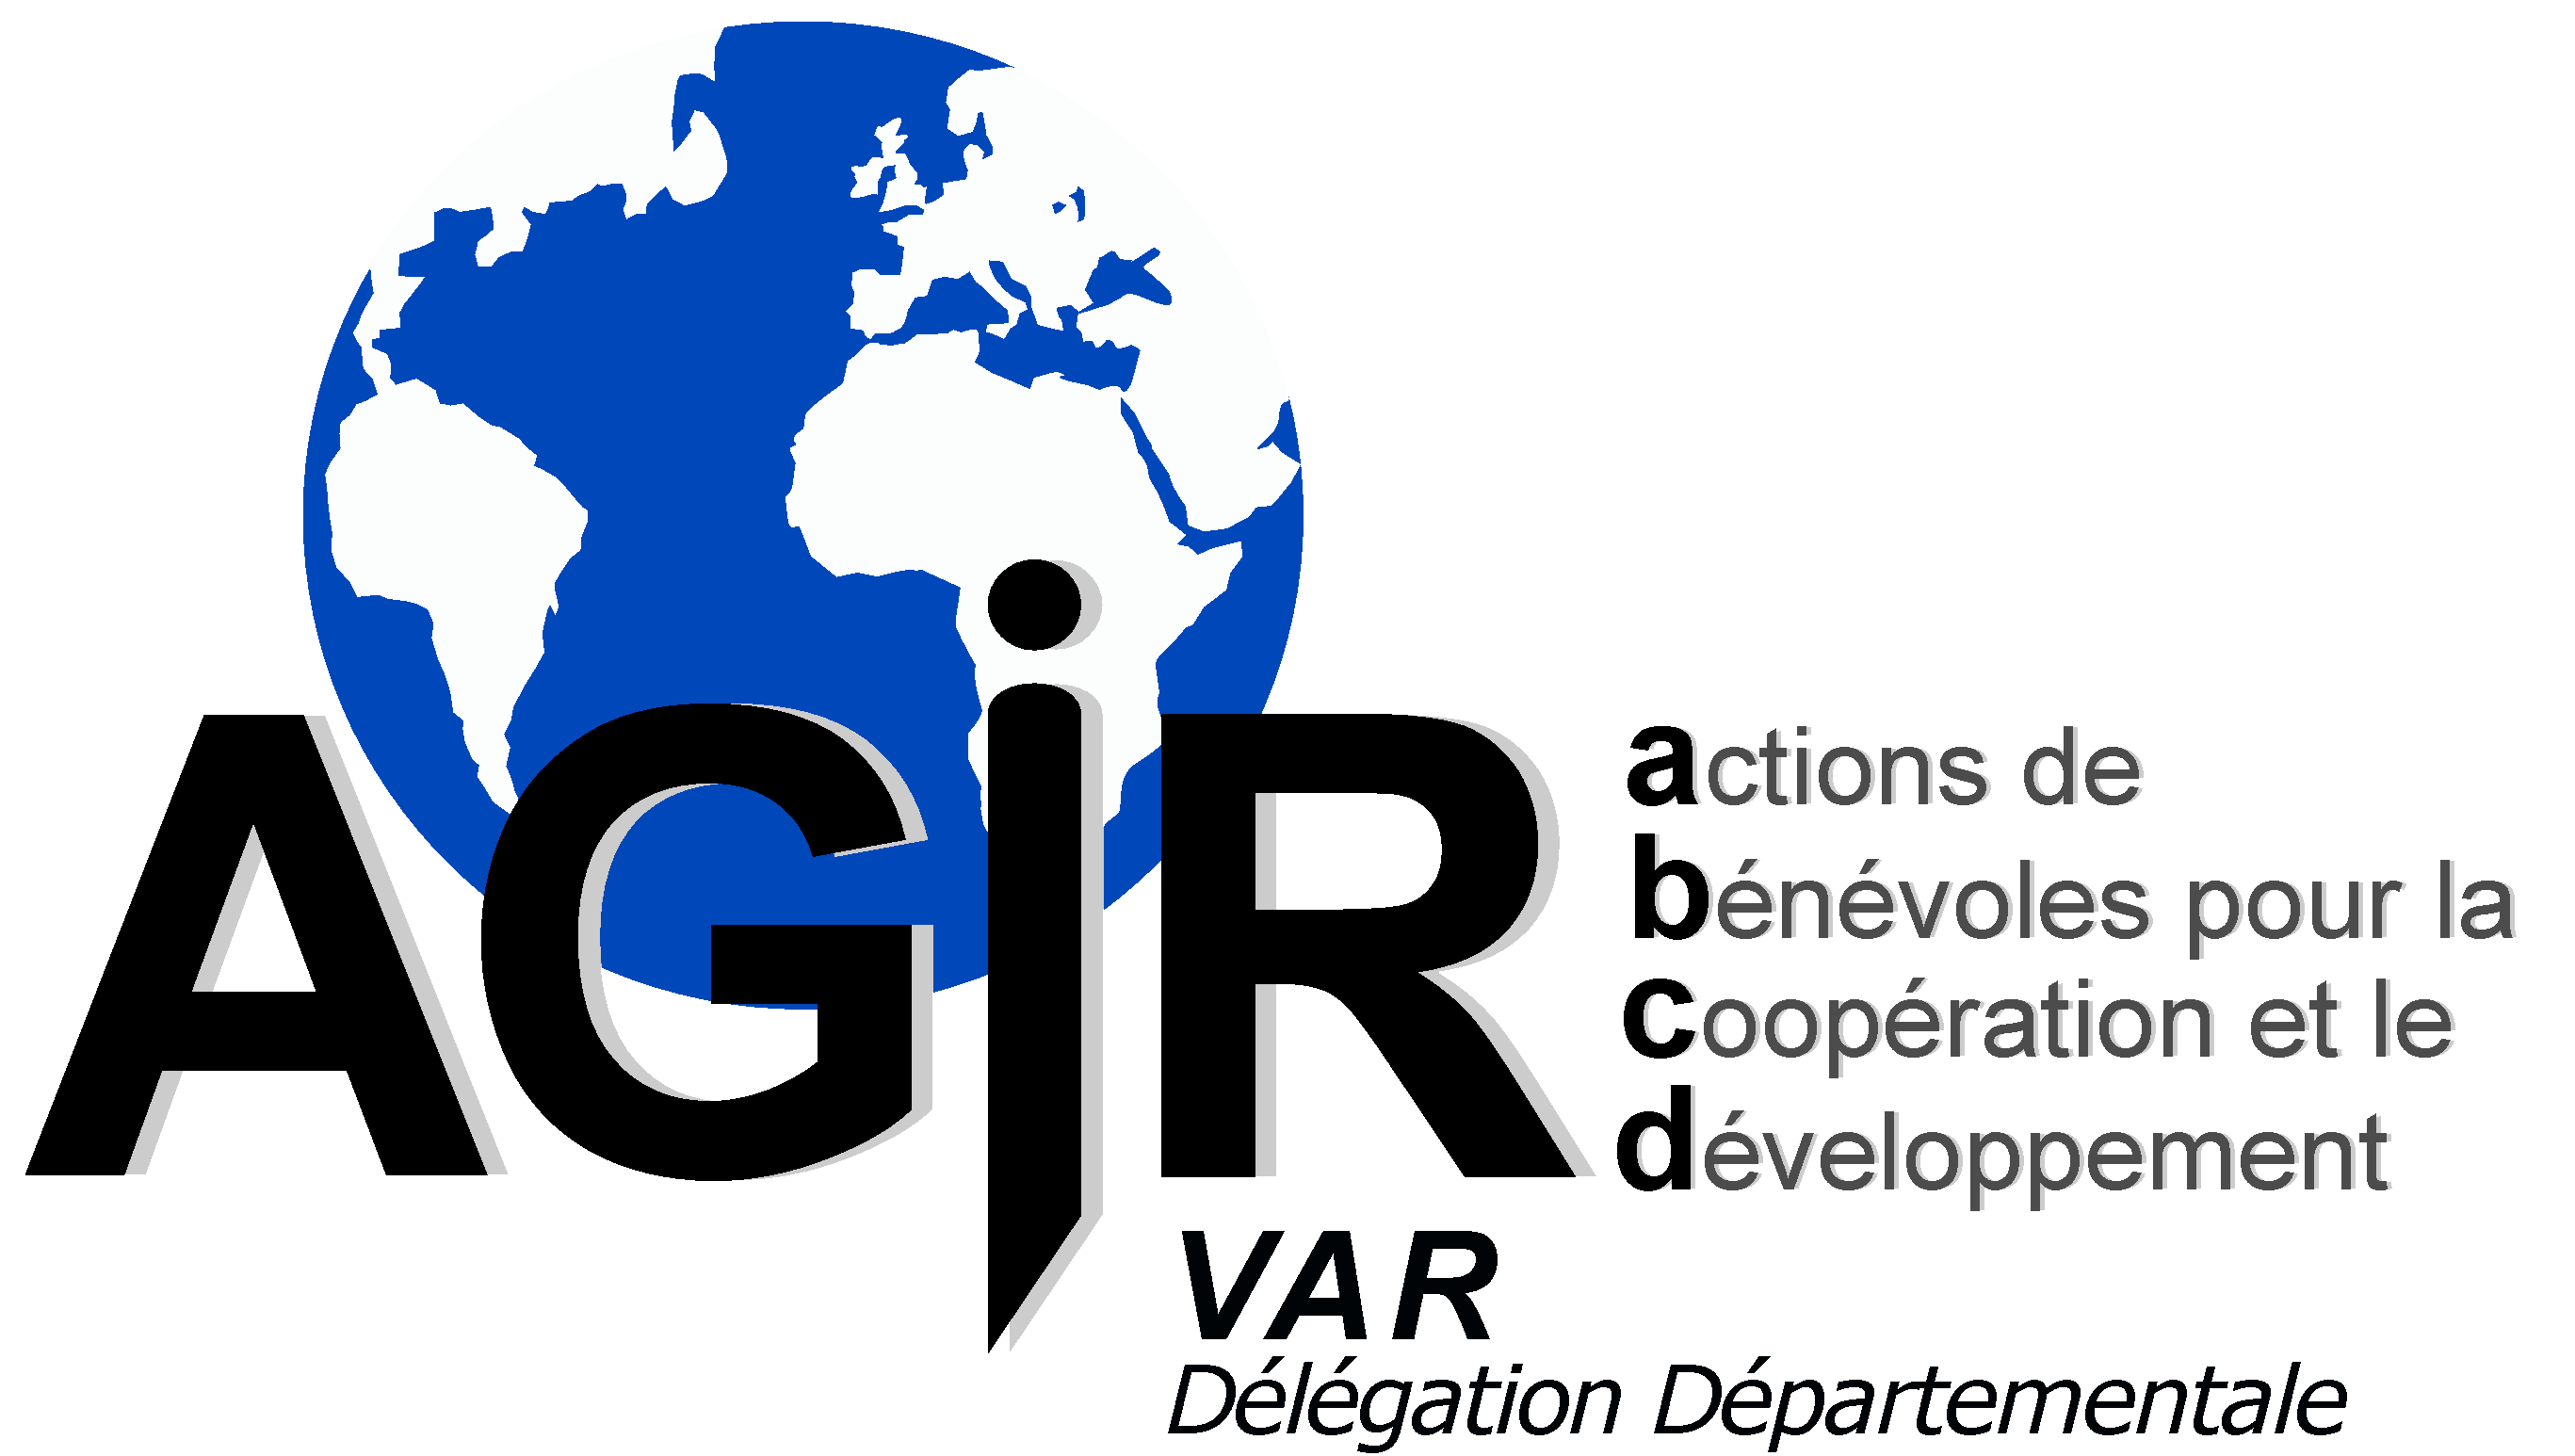 AGiR
actions de
bénévoles pour la
coopération et le
développement
VAR
Délégation Départementale